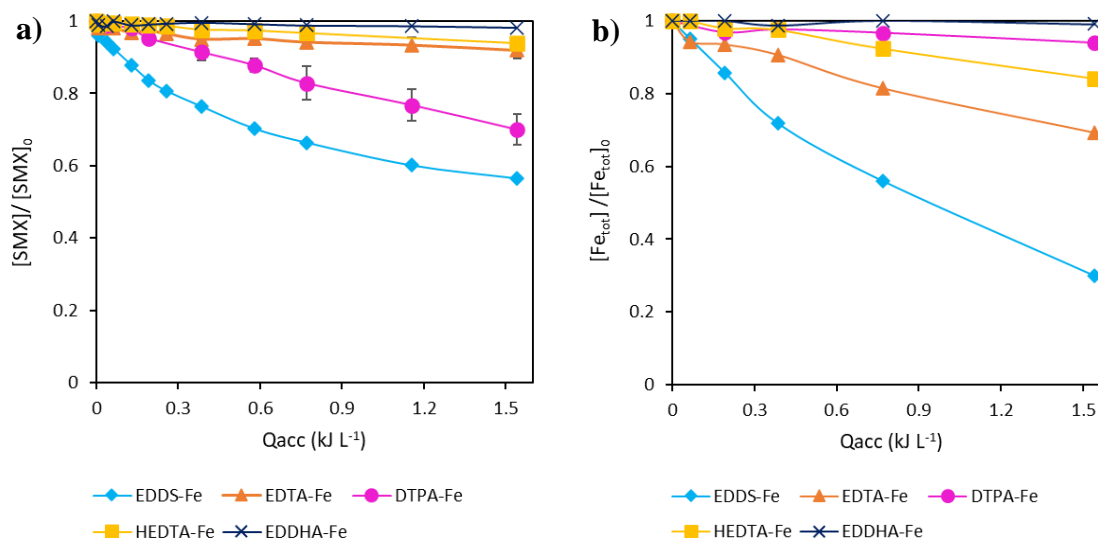 a)
[SMX]/ [SMX]₀
1
0.8
0.6
0.4
0.2
0
0 0.3 0.6 0.9 1.2 1.5
Qacc (kJ L⁻¹)
EDDS-Fe EDTA-Fe DTPA-Fe
HEDTA-Fe EDDHA-Fe
b)
[Fe_tot] /[Fe_tot]₀
1
0.8
0.6
0.4
0.2
0
0 0.3 0.6 0.9 1.2 1.5
Qacc (kJ L⁻¹)
EDDS-Fe EDTA-Fe DTPA-Fe
HEDTA-Fe EDDHA-Fe